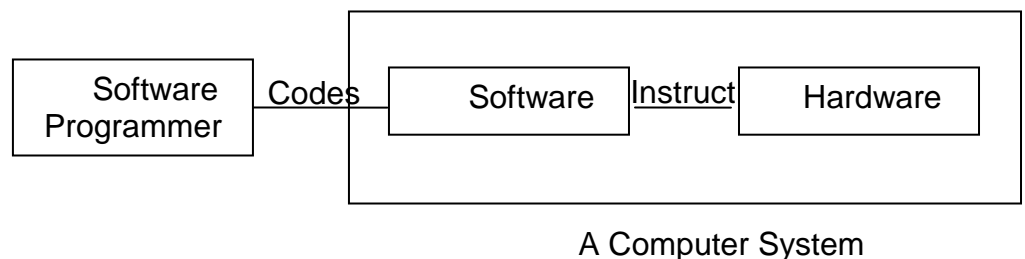 Software
Programmer
Codes
Software
Instruct
Hardware
A Computer System